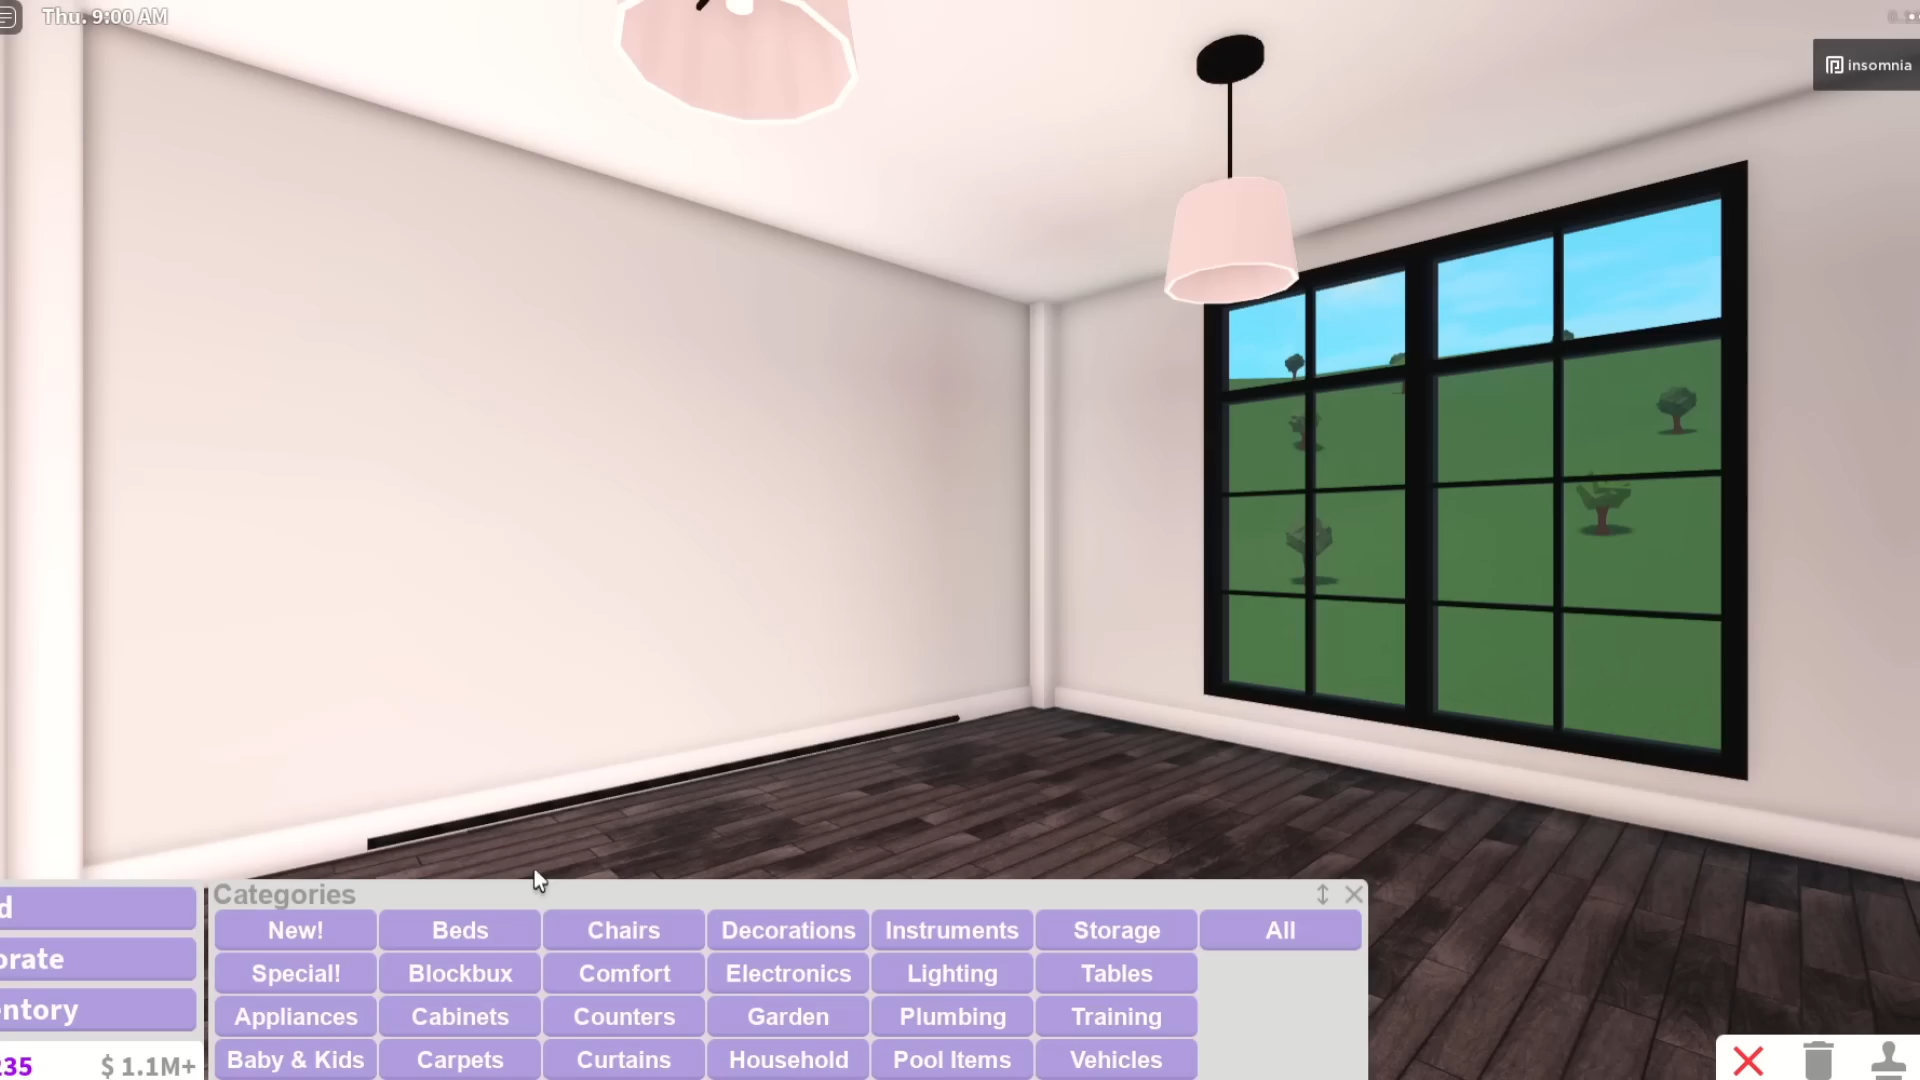 Thu. 9:00 AM
insomnia
d
orate
entory
235
$ 1.1M+
Categories
New!
Beds
Chairs
Decorations
Instruments
Storage
All
Special!
Blockbux
Comfort
Electronics
Lighting
Tables
Appliances
Cabinets
Counters
Garden
Plumbing
Training
Baby & Kids
Carpets
Curtains
Household
Pool Items
Vehicles